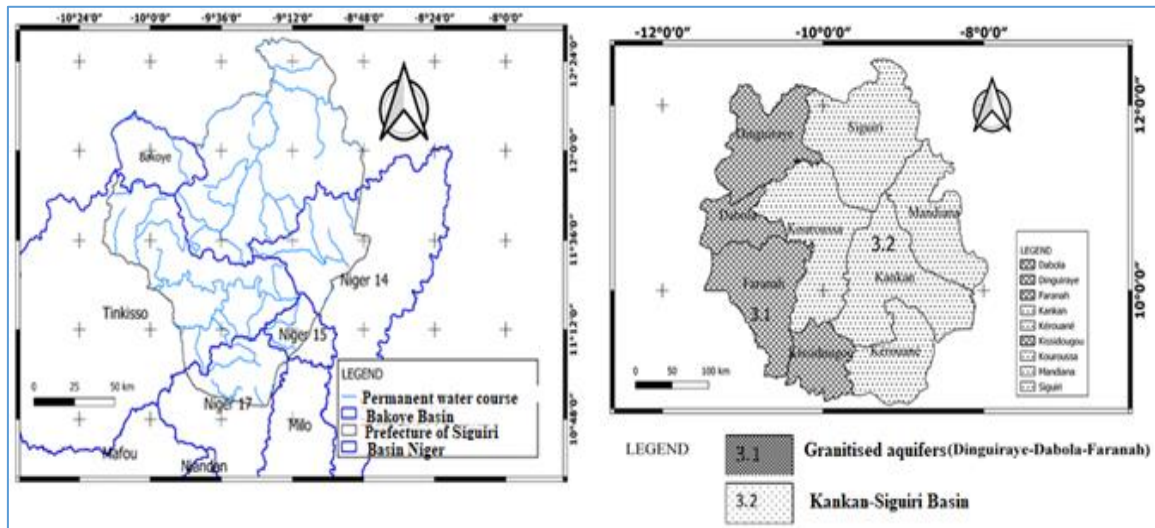 -10°24'0" -10°0'0" -9°36'0" -9°12'0" -8°48'0" -8°24'0" -8°0'0"
12°24'0"
12°0'0"
11°36'0"
11°12'0"
10°48'0"
Bakoye
Niger 14
Tinkisso
Niger 15
Niger 17
Milo
Mafou
Niandan
0 25 50 km
LEGEND
Permanent water course
Bakoye Basin
Prefecture of Siguiri
Basin Niger
-12°0'0" -10°0'0" -8°0'0"
12°0'0"
10°0'0"
Dinguiraye
Siguiri
Dabola
Kouroussa
Mandiana
3.2
Kankan
Faranah
3.1
Kissidougou
Kerouane
0 50 100 km
LEGEND
Dabola
Dinguiraye
Faranah
Kankan
Kérouané
Kissidougou
Kouroussa
Mandiana
Siguiri
LEGEND
3.1 Granitised aquifers(Dinguiraye-Dabola-Faranah)
3.2 Kankan-Siguiri Basin